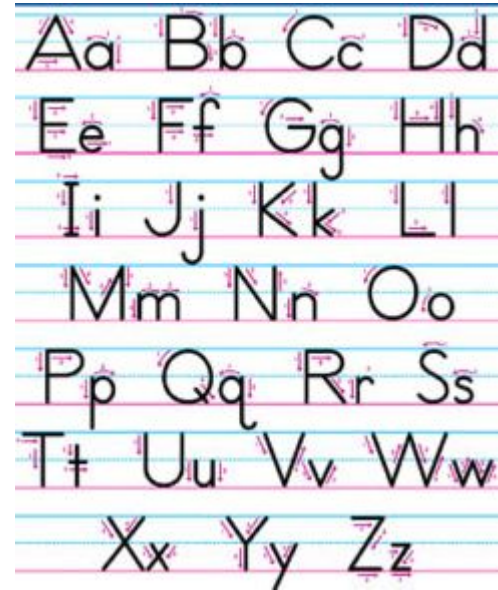 Aa Bb Cc Dd
Ee Ff Gg Hh
Ii Jj Kk Ll
Mm Nn Oo
Pp Qq Rr Ss
Tt Uu Vv Ww
Xx Yy Zz